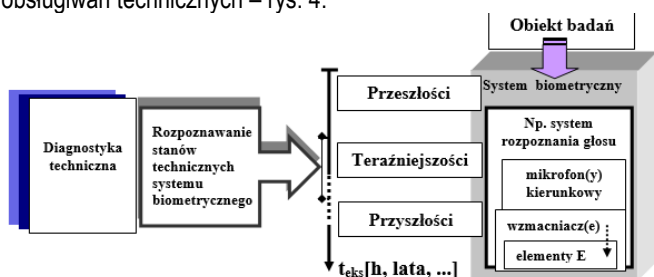 obsługiwań technicznych – rys. 4.
Obiekt badań
System biometryczny
Przeszłości
Teraźniejszości
Przyszłości
t_eks[h, lata, ...]
Diagnostyka
techniczna
Rozpoznawanie
stanów
technicznych
systemu
biometrycznego
Np. system
rozpoznania głosu
mikrofon(y)
kierunkowy
wzmacniacz(e)
elementy E